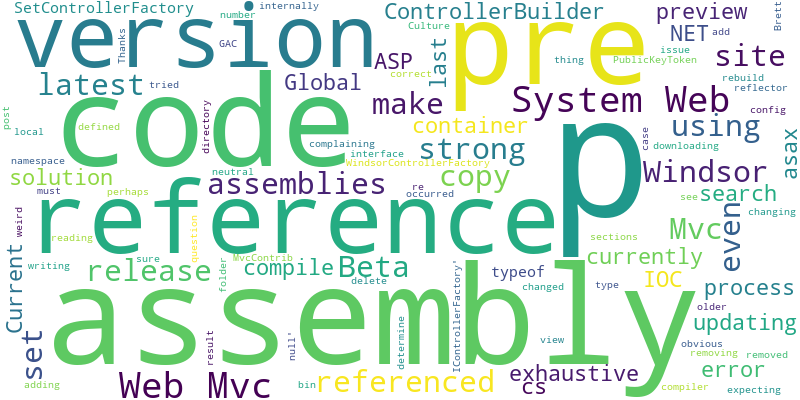 SetControllerFactory
internally
ControllerBuilder
preview
Brett
version
pre
number
Thanks
GAC
ASP
last
Culture
NET
add
issue
site
thing
PublicKeyToken
latest
Global
tried
correct
rebuild
reflector
code
make
System Web
config
post
local
defined
directory
container
p
downloading
using
case
asax
complaining
strong
interface
WindsorControllerFactory
namespace
neutral
solution
must
perhaps
assemblies
re
occurred
copy
Windsor
search
see
changing
reference
weird
reading
question
Mvc
even
sections
Current
writing
release
sure
MvcContrib
folder
compile
Beta
delete
IControllerFactory'
typeof
changed
currently
IOC
type
process
older
assembly
view
updating
set
result
null'
determine
obvious
removing
removed
adding
Web Mvc
bin
referenced
exhaustive
cs
error
compiler
expecting